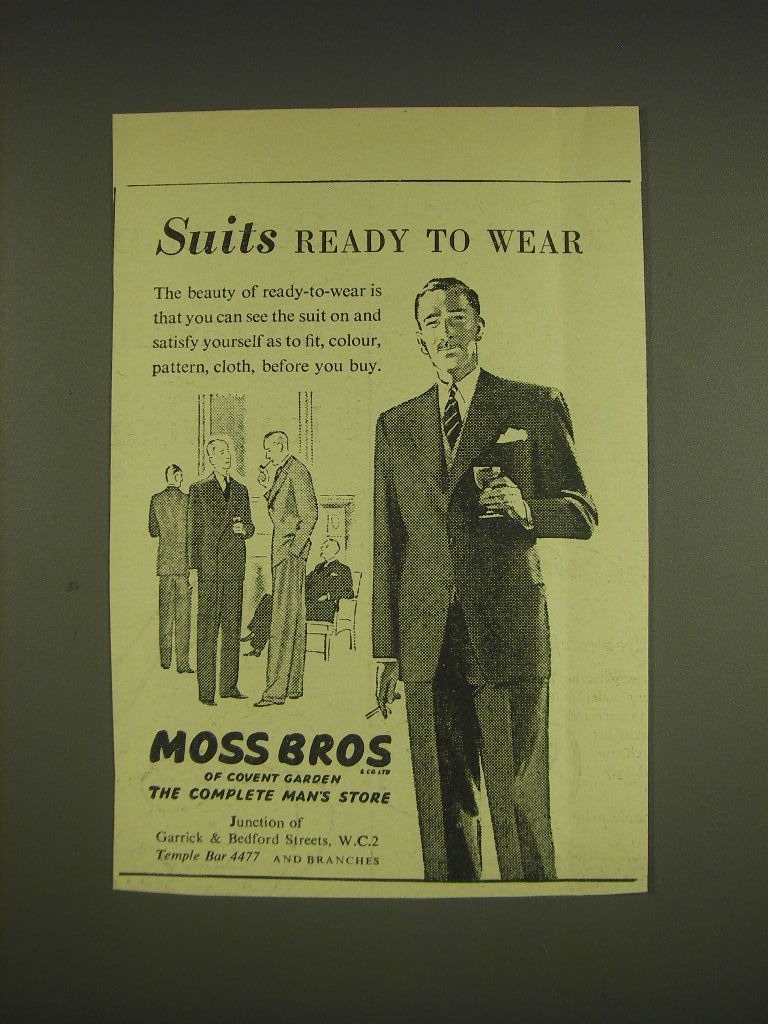 Suits READY TO WEAR
The beauty of ready-to-wear is
that you can see the suit on and
satisfy yourself as to fit, colour,
pattern, cloth, before you buy.
MOSS BROS
& CO. LTD
OF COVENT GARDEN
THE COMPLETE MAN'S STORE
Junction of
Garrick & Bedford Streets, W.C.2
Temple Bar 4477 AND BRANCHES